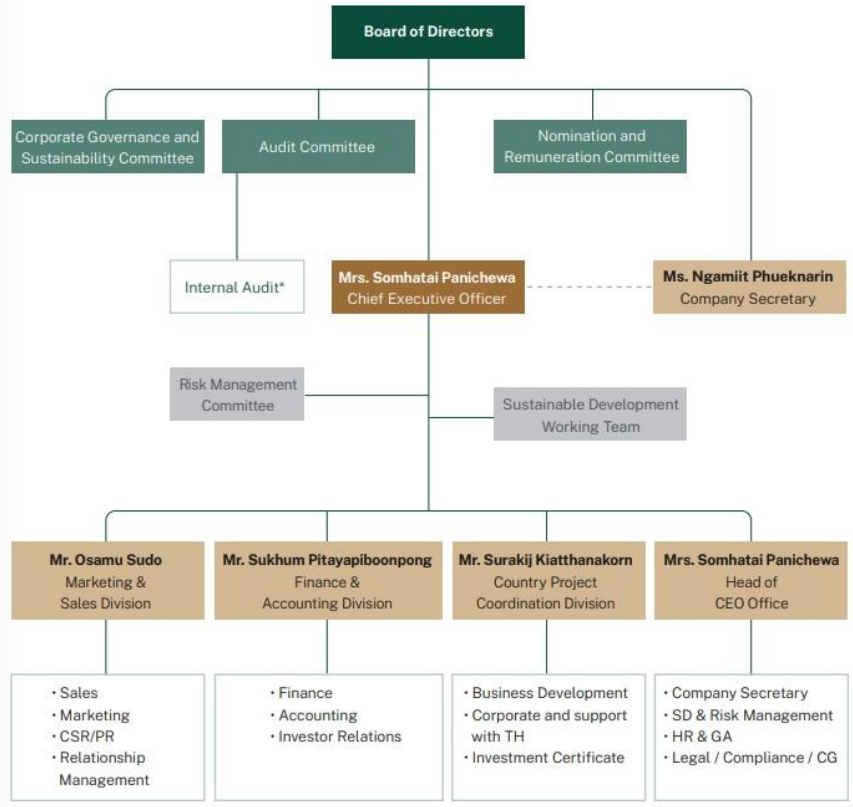 Board of Directors
Corporate Governance and
Sustainability Committee
Audit Committee
Nomination and
Remuneration Committee
Internal Audit*
Mrs. Somhatai Panichewa
Chief Executive Officer
Ms. Ngamjit Phueknarin
Company Secretary
Risk Management
Committee
Sustainable Development
Working Team
Mr. Osamu Sudo
Marketing &
Sales Division
Mr. Sukhum Pitayapiboonpong
Finance &
Accounting Division
Mr. Surakij Kiatthanakorn
Country Project
Coordination Division
Mrs. Somhatai Panichewa
Head of
CEO Office
• Sales
• Marketing
• CSR/PR
• Relationship
Management
• Finance
• Accounting
• Investor Relations
• Business Development
• Corporate and support
with TH
• Investment Certificate
• Company Secretary
• SD & Risk Management
• HR & GA
• Legal / Compliance / CG